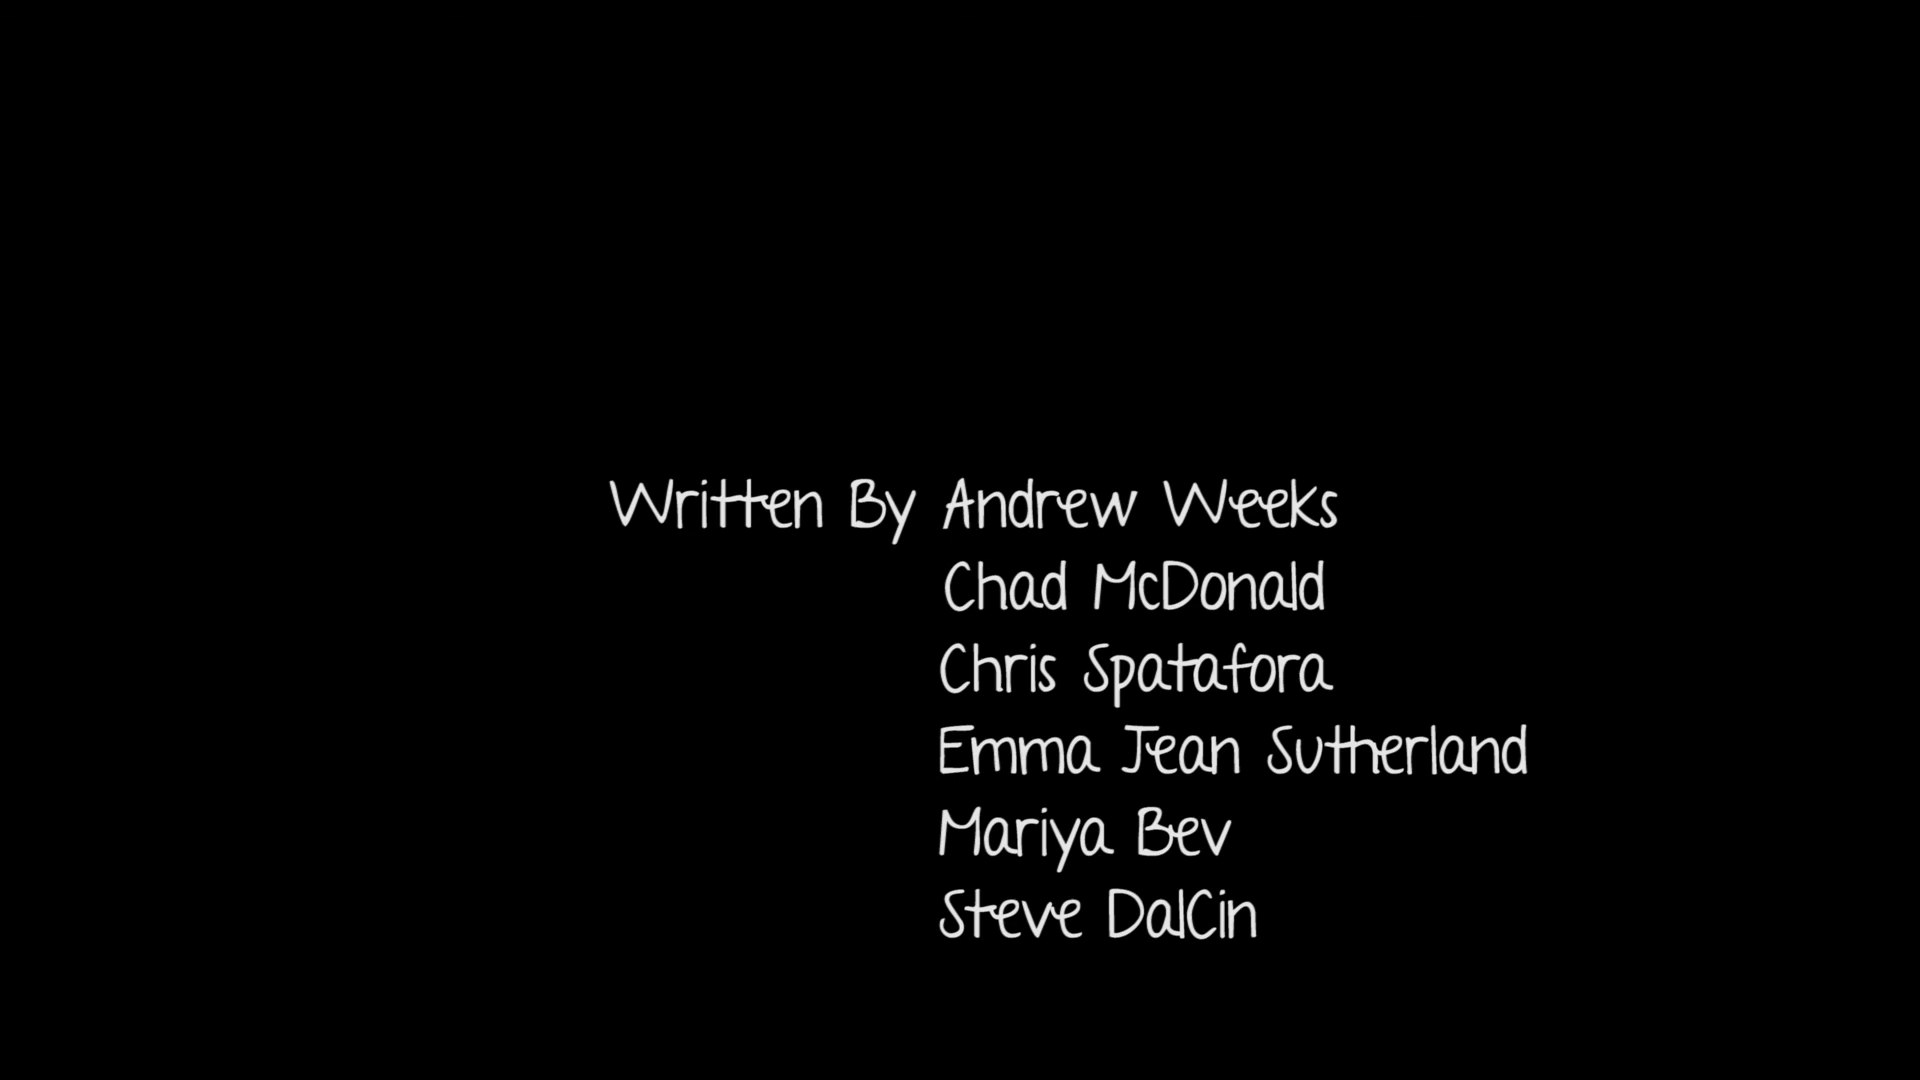 Written By Andrew Weeks
Chad McDonald
Chris Spatafora
Emma Jean Sutherland
Mariya Bev
Steve DalCin